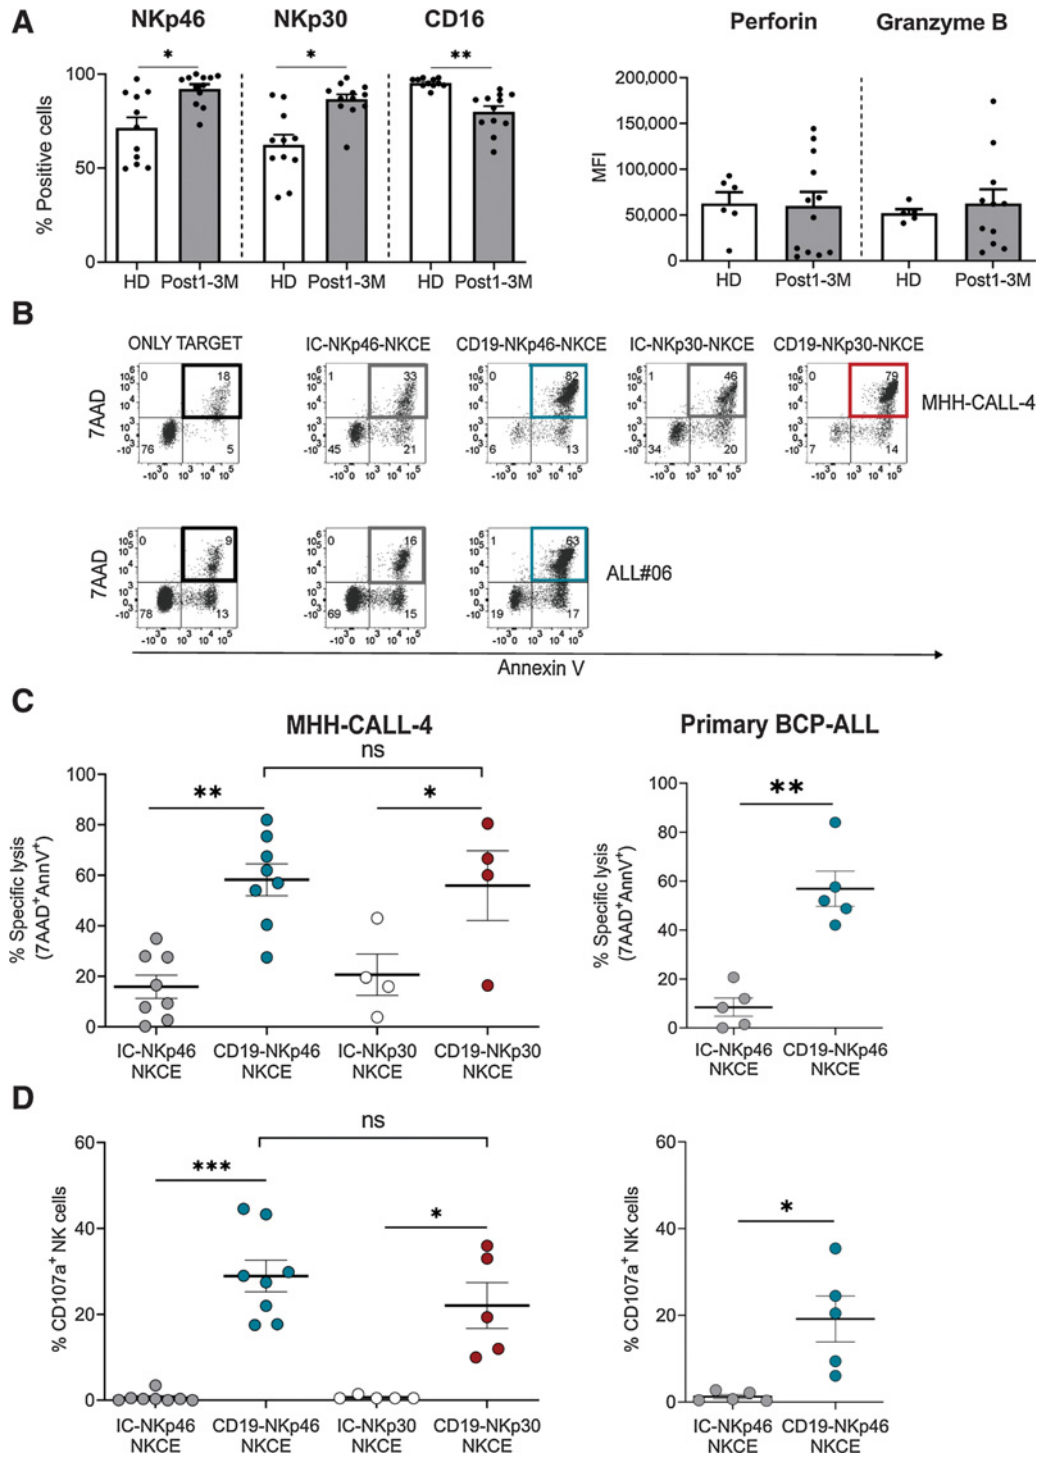 A
NKp46 NKp30 CD16 Perforin Granzyme B
* * **
% Positive cells
100
50
0
HD Post1-3M HD Post1-3M HD Post1-3M
MFI
200,000
150,000
100,000
50,000
0
HD Post1-3M HD Post1-3M
B
ONLY TARGET IC-NKp46-NKCE CD19-NKp46-NKCE IC-NKp30-NKCE CD19-NKp30-NKCE
7AAD
0 18 76 5
1 33 45 21
0 82 6 13
1 46 34 20
0 79 7 14
MHH-CALL-4
7AAD
0 9 78 13
1 16 69 15
1 63 19 17
ALL#06
Annexin V
C
MHH-CALL-4 Primary BCP-ALL
ns
** * **
% Specific lysis
(7AAD+AnnV+)
100
80
60
40
20
0
IC-NKp46 CD19-NKp46 IC-NKp30 CD19-NKp30
NKCE NKCE NKCE NKCE
% Specific lysis
(7AAD+AnnV+)
100
80
60
40
20
0
IC-NKp46 CD19-NKp46
NKCE NKCE
D
ns
*** * *
% CD107a+ NK cells
60
40
20
0
IC-NKp46 CD19-NKp46 IC-NKp30 CD19-NKp30
NKCE NKCE NKCE NKCE
% CD107a+ NK cells
60
40
20
0
IC-NKp46 CD19-NKp46
NKCE NKCE